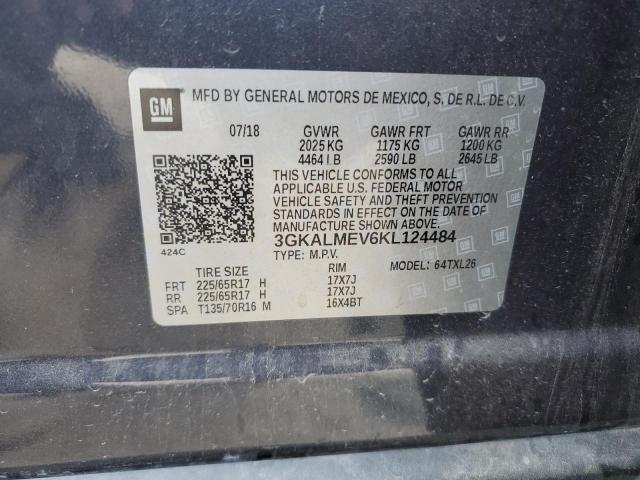 GM
MFD BY GENERAL MOTORS DE MEXICO, S. DE R.L. DE C.V.
07/18 GVWR GAWR FRT GAWR RR
2025 KG 1175 KG 1200 KG
4464 LB 2590 LB 2645 LB
THIS VEHICLE CONFORMS TO ALL
APPLICABLE U.S. FEDERAL MOTOR
VEHICLE SAFETY AND THEFT PREVENTION
STANDARDS IN EFFECT ON THE DATE OF
MANUFACTURE SHOWN ABOVE.
424C
3GKALMEV6KL124484
TYPE: M.P.V. MODEL: 64TXL26
TIRE SIZE RIM
FRT 225/65R17 H 17X7J
RR 225/65R17 H 17X7J
SPA T135/70R16 M 16X4BT